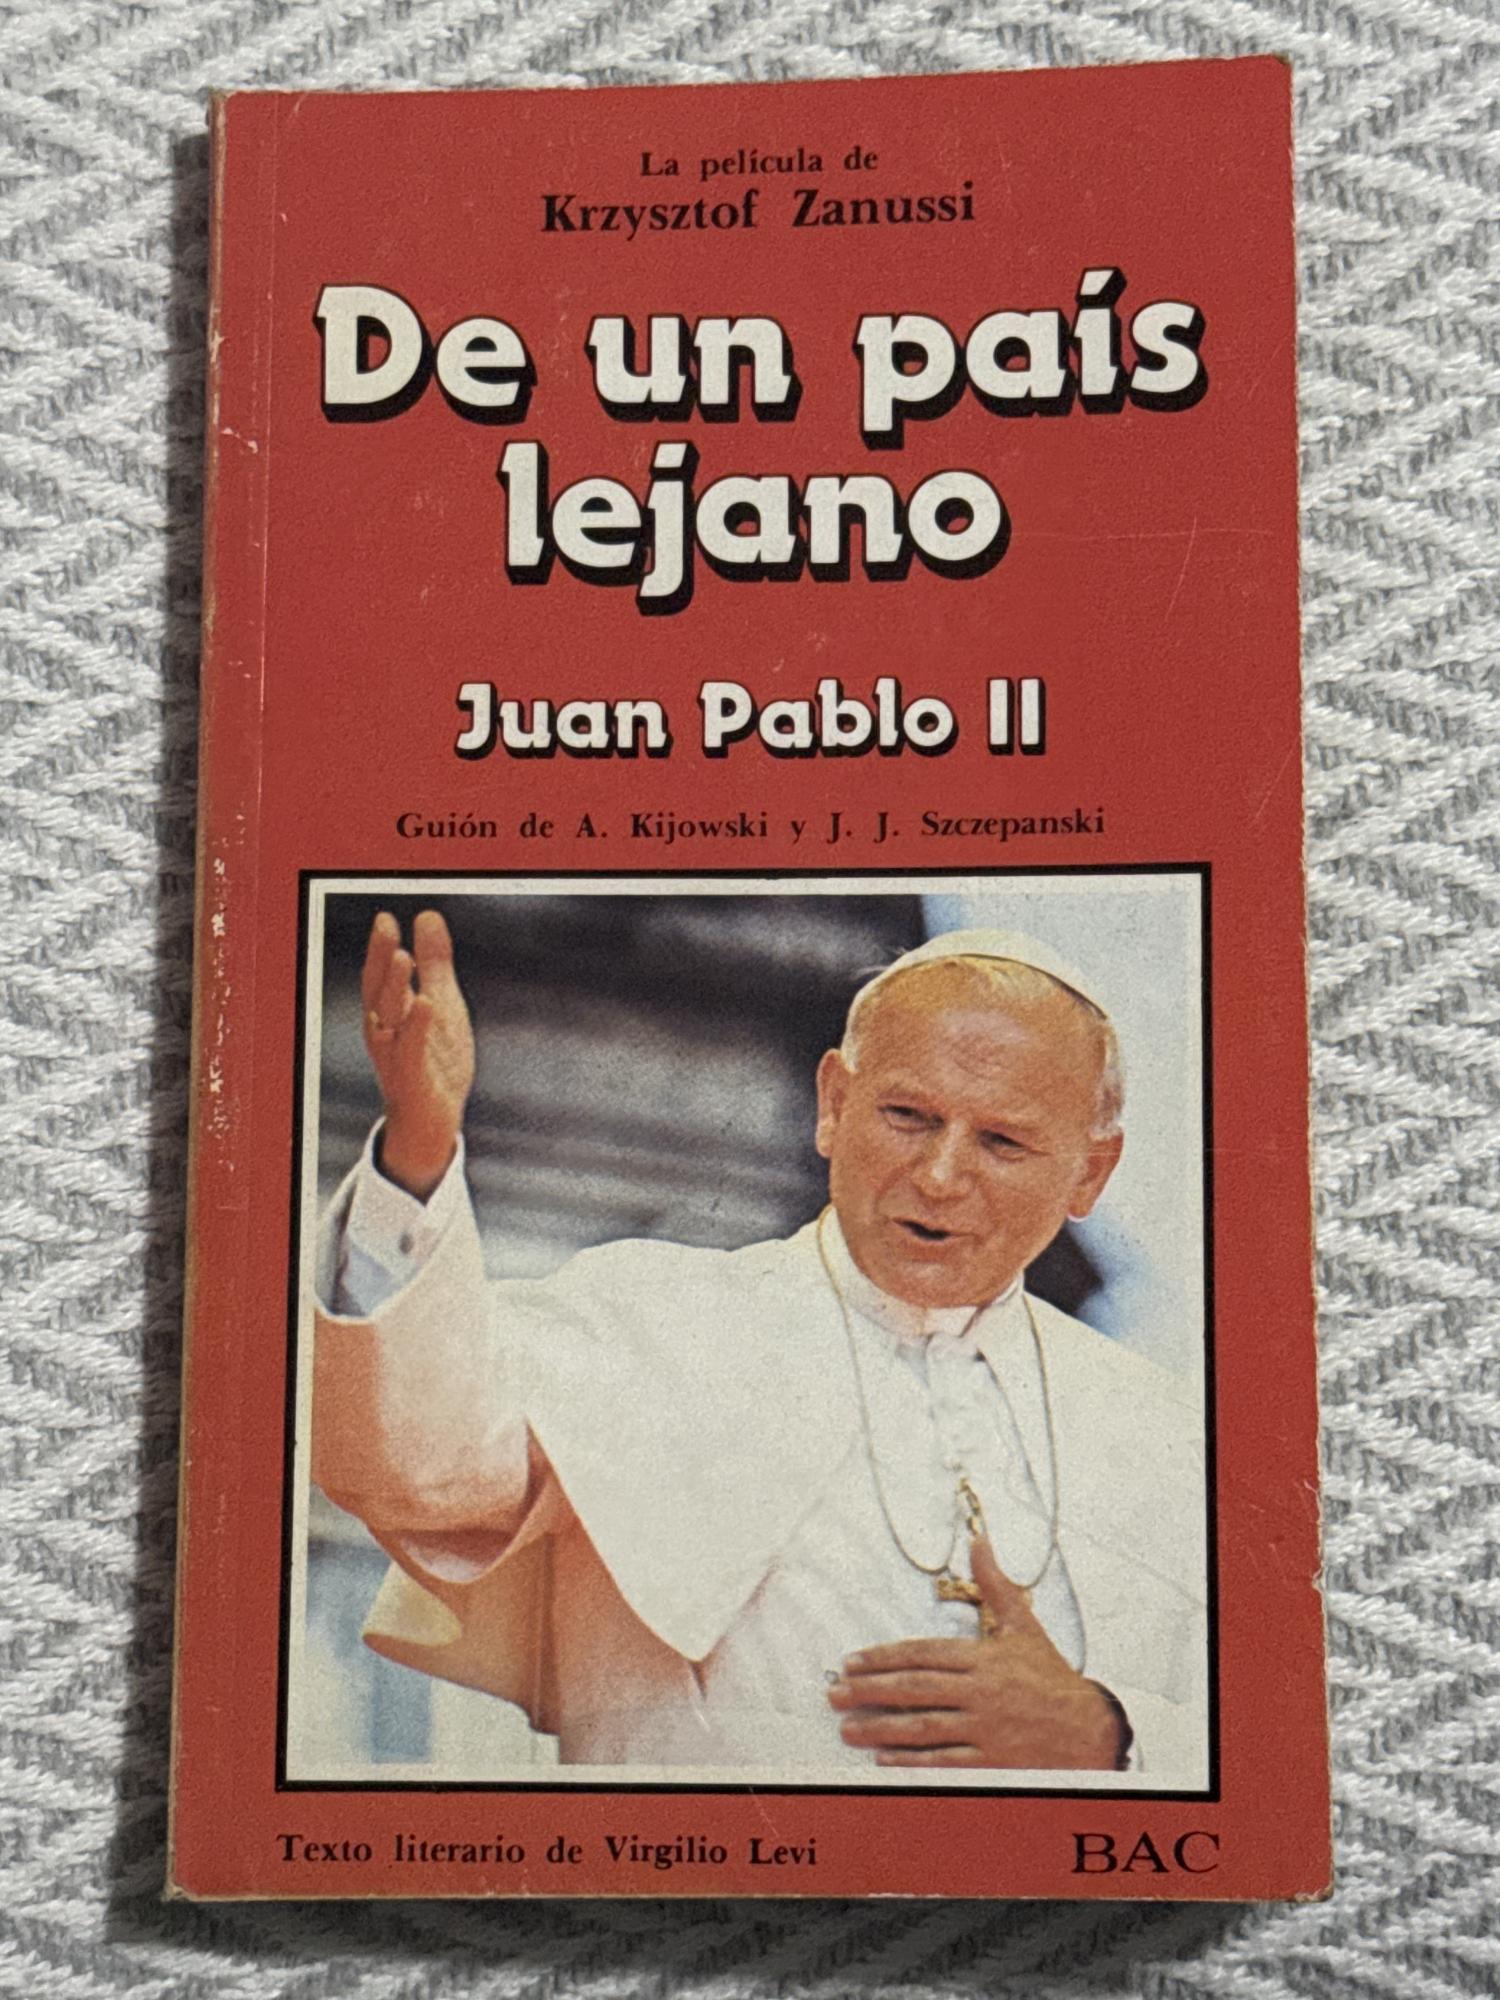 La película de
Krzysztof Zanussi
De un país
lejano
Juan Pablo II
Guión de A. Kijowski y J. J. Szczepanski
Texto literario de Virgilio Levi
BAC